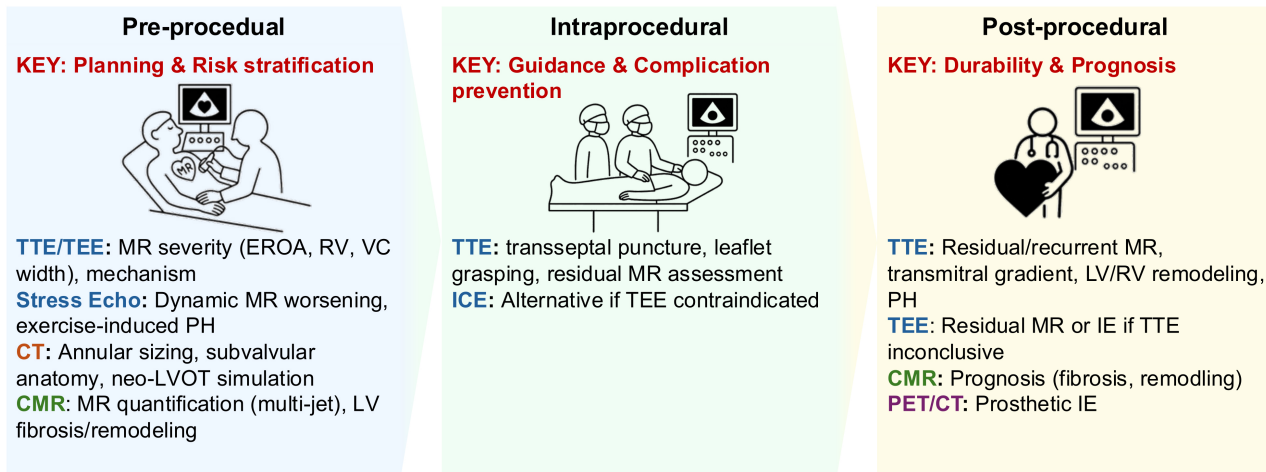 Pre-procedual
KEY: Planning & Risk stratification
MR
TTE/TEE: MR severity (EROA, RV, VC
width), mechanism
Stress Echo: Dynamic MR worsening,
exercise-induced PH
CT: Annular sizing, subvalvular
anatomy, neo-LVOT simulation
CMR: MR quantification (multi-jet), LV
fibrosis/remodeling
Intraprocedural
KEY: Guidance & Complication
prevention
TTE: transseptal puncture, leaflet
grasping, residual MR assessment
ICE: Alternative if TEE contraindicated
Post-procedural
KEY: Durability & Prognosis
TTE: Residual/recurrent MR,
transmitral gradient, LV/RV remodeling,
PH
TEE: Residual MR or IE if TTE
inconclusive
CMR: Prognosis (fibrosis, remodling)
PET/CT: Prosthetic IE